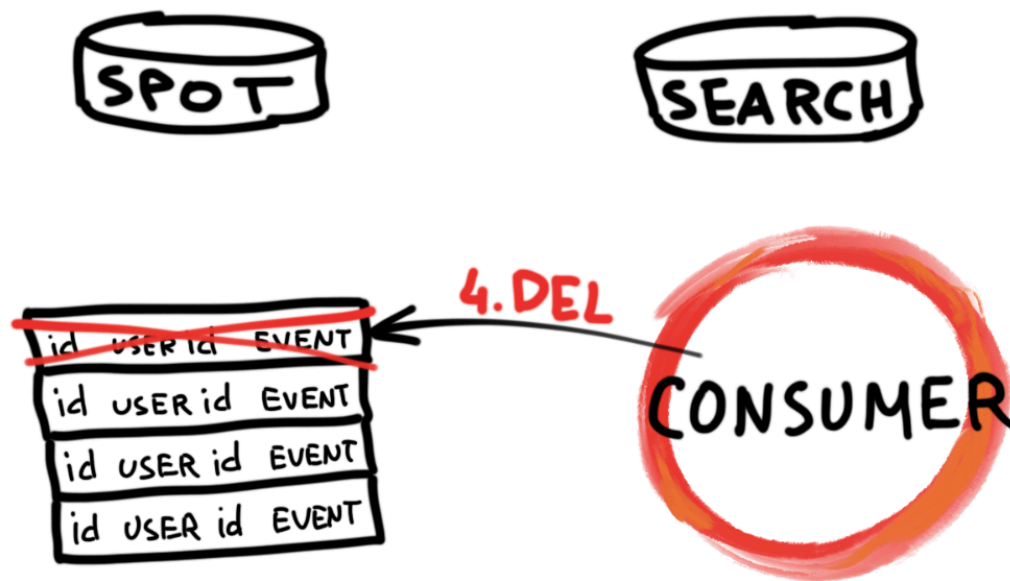 SPOT
SEARCH
4. DEL
id USER id EVENT
id USER id EVENT
id USER id EVENT
id USER id EVENT
CONSUMER